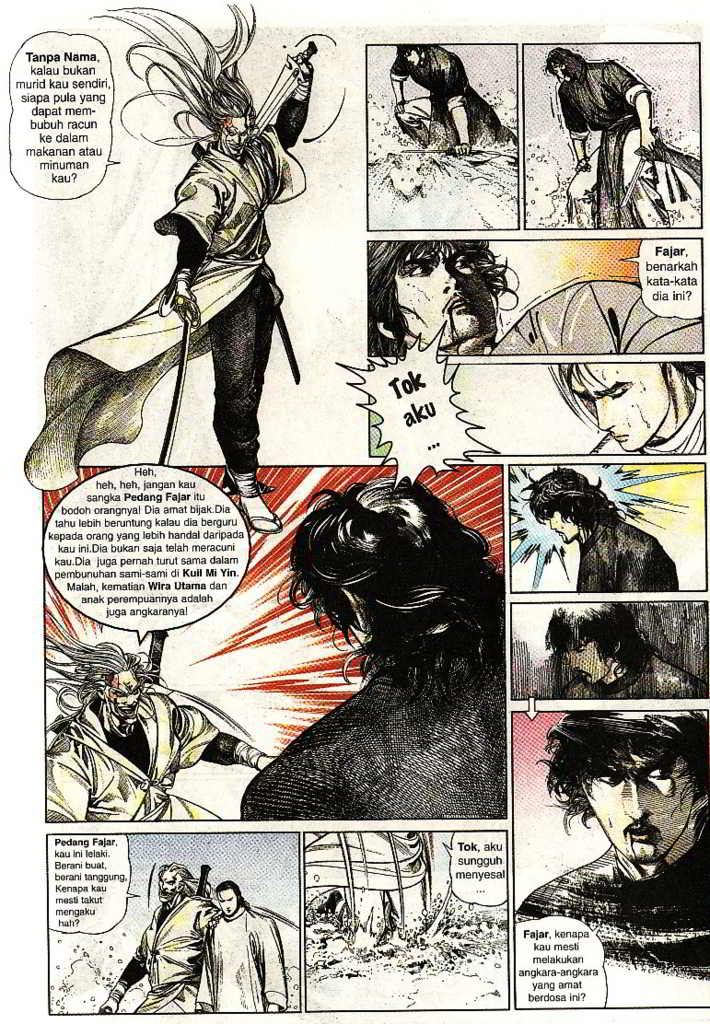 Tanpa Nama,
kalau bukan
murid kau sendiri,
siapa pula yang
dapat mem-
bubuh racun
ke dalam
makanan atau
minuman
kau?
Fajar,
benarkah
kata-kata
dia ini?
Tok
aku
...
Heh,
heh, heh, jangan kau
sangka Pedang Fajar itu
bodoh orangnya! Dia amat bijak.Dia
tahu lebih beruntung kalau dia berguru
kepada orang yang lebih handal daripada
kau ini.Dia bukan saja telah meracuni
kau.Dia juga pernah turut sama dalam
pembunuhan sami-sami di Kuil Mi Yin.
Malah, kematian Wira Utama dan
anak perempuannya adalah
juga angkaranya!
Pedang Fajar,
kau ini lelaki.
Berani buat,
berani tanggung,
Kenapa kau
mesti takut
mengaku
hah?
Tok, aku
sungguh
menyesal
...
Fajar, kenapa
kau mesti
melakukan
angkara-angkara
yang amat
berdosa ini?